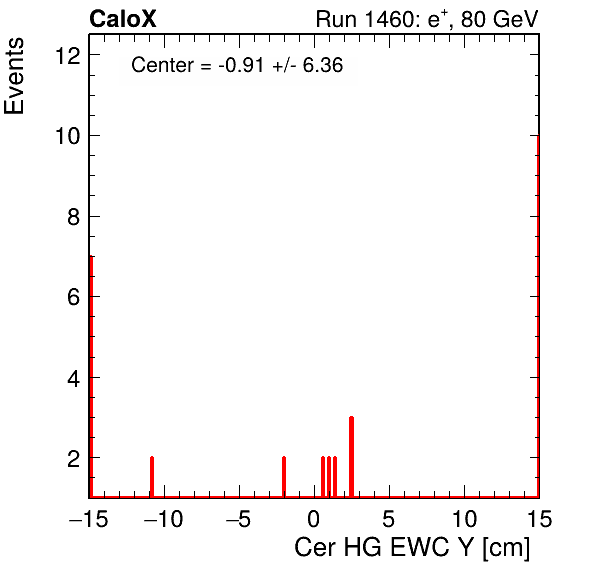 CaloX Run 1460: e⁺, 80 GeV
Center = -0.91 +/- 6.36
Events
12
10
8
6
4
2
−15 −10 −5 0 5 10 15
Cer HG EWC Y [cm]